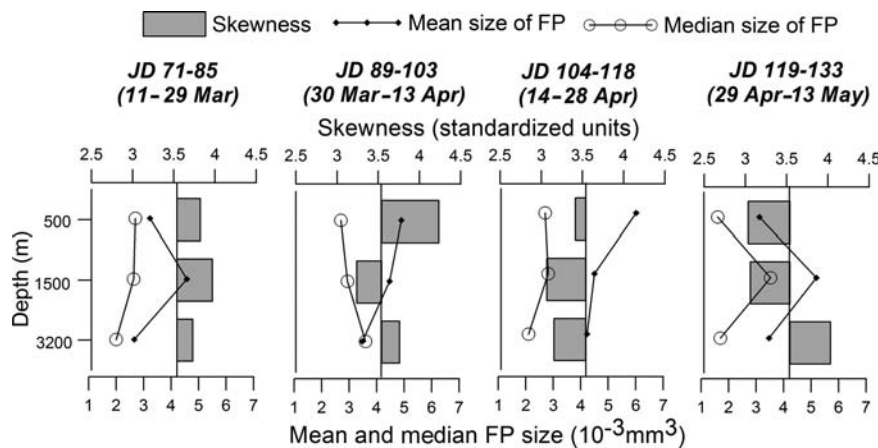 Skewness Mean size of FP Median size of FP
JD 71-85 JD 89-103 JD 104-118 JD 119-133
(11–29 Mar) (30 Mar–13 Apr) (14–28 Apr) (29 Apr–13 May)
Skewness (standardized units)
2.5 3 3.5 4 4.5 2.5 3 3.5 4 4.5 2.5 3 3.5 4 4.5 2.5 3 3.5 4 4.5
Depth (m)
500
1500
3200
1 2 3 4 5 6 7 1 2 3 4 5 6 7 1 2 3 4 5 6 7 1 2 3 4 5 6 7
Mean and median FP size (10⁻³mm³)